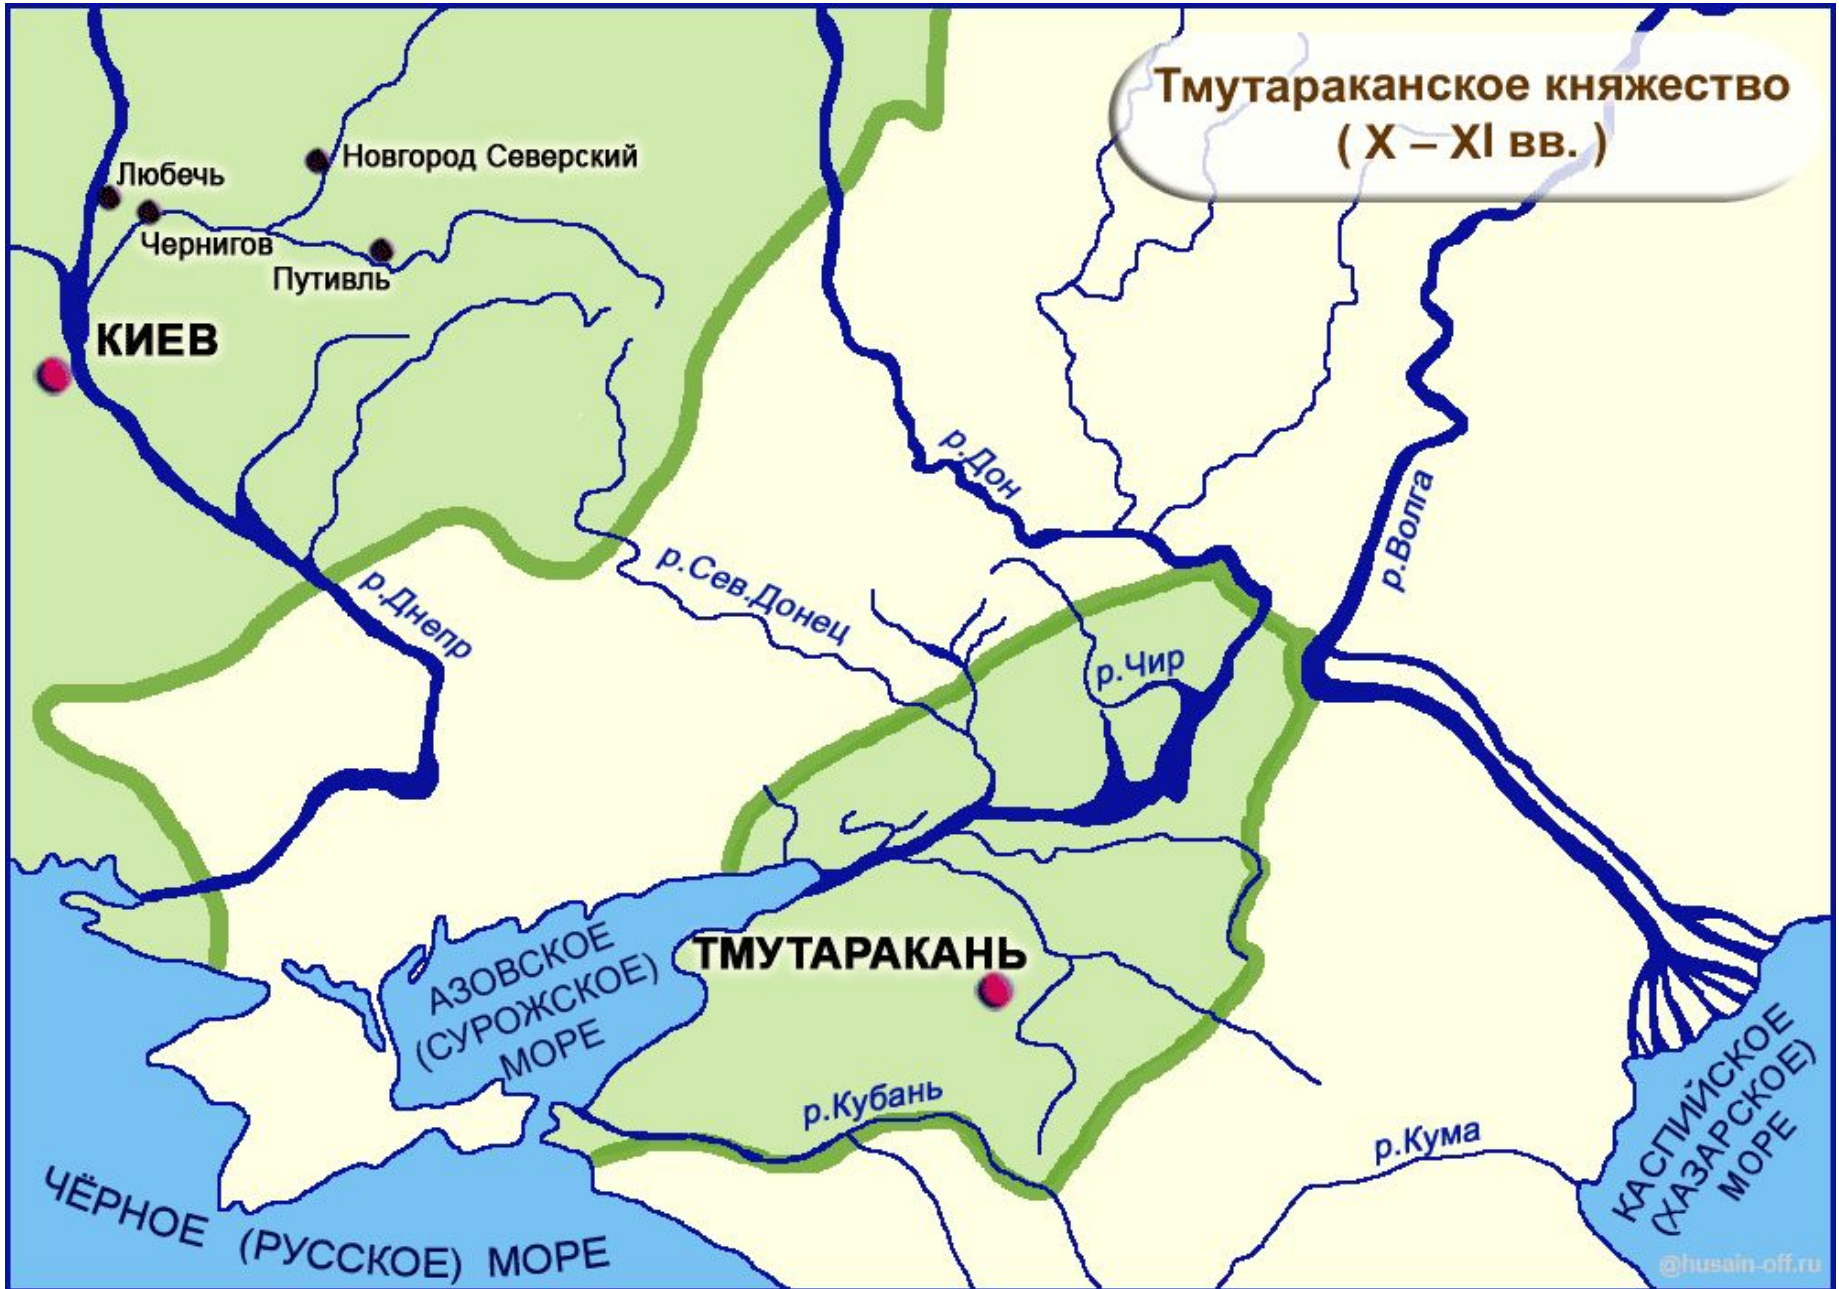 Тмутараканское княжество
( X – XI вв. )
Новгород Северский
Любечь
Чернигов
Путивль
КИЕВ
р.Дон
р.Волга
р.Днепр
р.Сев.Донец
р.Чир
ТМУТАРАКАНЬ
АЗОВСКОЕ
(СУРОЖСКОЕ)
МОРЕ
р.Кубань
р.Кума
КАСПИЙСКОЕ
(ХАЗАРСКОЕ)
МОРЕ
ЧЁРНОЕ (РУССКОЕ) МОРЕ
@husain-off.ru